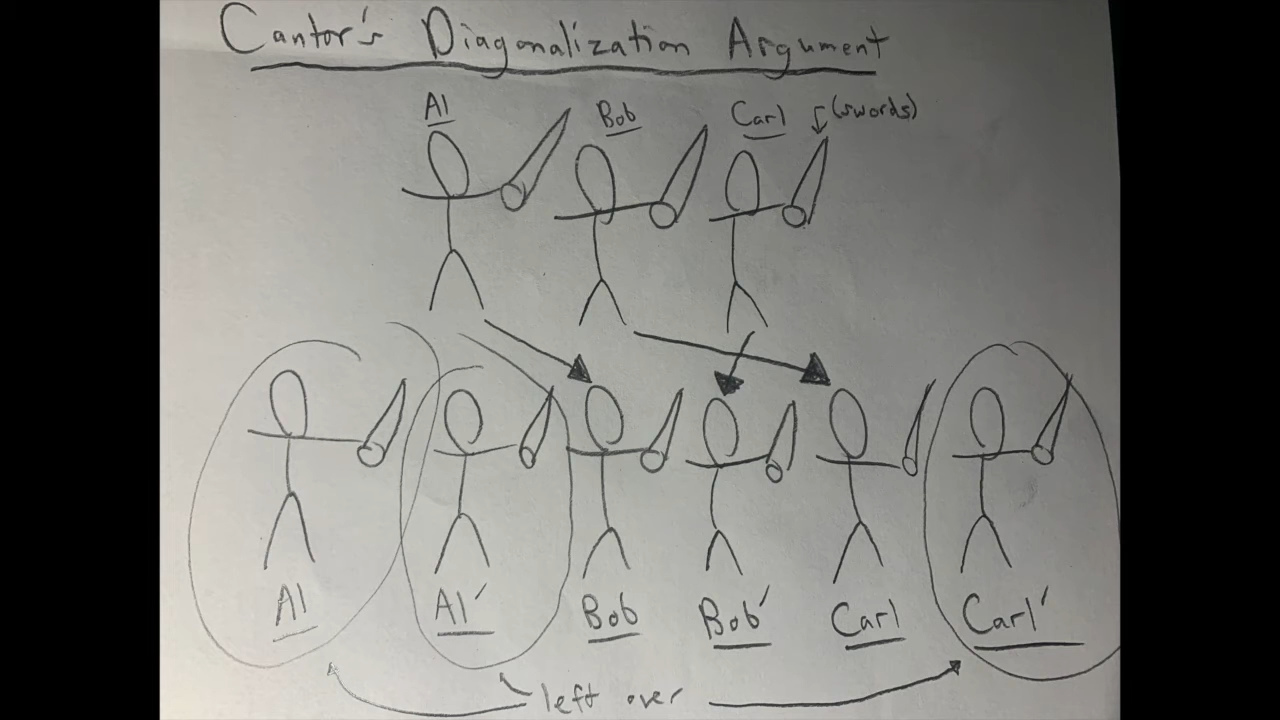 Cantor's Diagonalization Argument
Al Bob Carl (swords)
Al Al′ Bob Bob′ Carl Carl′
left over